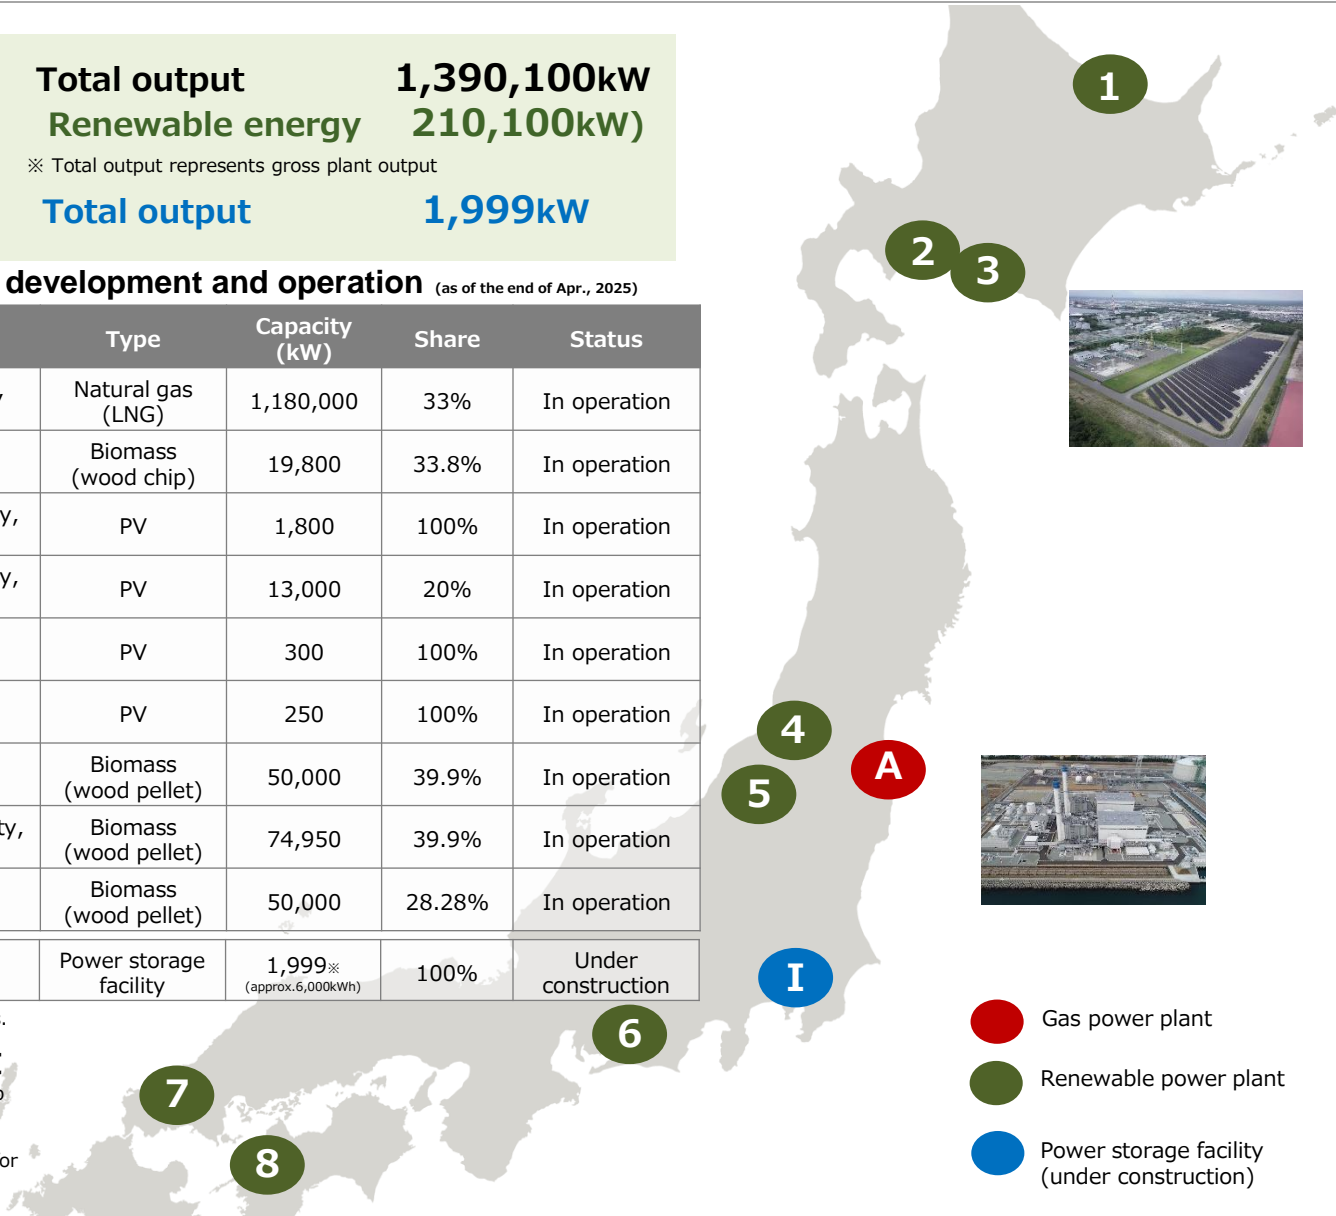 Total output 1,390,100kW
Renewable energy 210,100kW)
※ Total output represents gross plant output
Total output 1,999kW
development and operation (as of the end of Apr., 2025)
Type Capacity (kW) Share Status
Natural gas (LNG) 1,180,000 33% In operation
Biomass (wood chip) 19,800 33.8% In operation
y, PV 1,800 100% In operation
y, PV 13,000 20% In operation
PV 300 100% In operation
PV 250 100% In operation
Biomass (wood pellet) 50,000 39.9% In operation
ty, Biomass (wood pellet) 74,950 39.9% In operation
Biomass (wood pellet) 50,000 28.28% In operation
Power storage facility 1,999※ (approx.6,000kWh) 100% Under construction
or
1
2
3
4
5
A
I
6
7
8
Gas power plant
Renewable power plant
Power storage facility
(under construction)